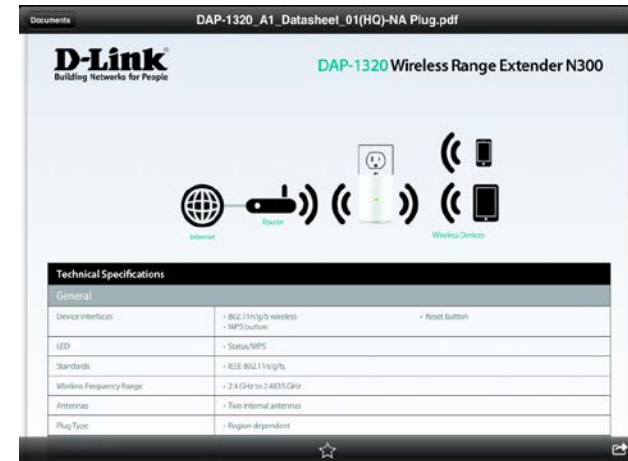 Documents
DAP-1320_A1_Datasheet_01(HQ)-NA Plug.pdf
D-Link
Building Networks for People
DAP-1320 Wireless Range Extender N300
Internet
Router
Wireless Devices
Technical Specifications
General
Device Interfaces
• 802.11n/g/b wireless
• WPS button
• Reset button
LED
• Status/WPS
Standards
• IEEE 802.11n/g/b,
Wireless Frequency Range
• 2.4 GHz to 2.4835 GHz
Antennas
• Two internal antennas
Plug Type
• Region dependent